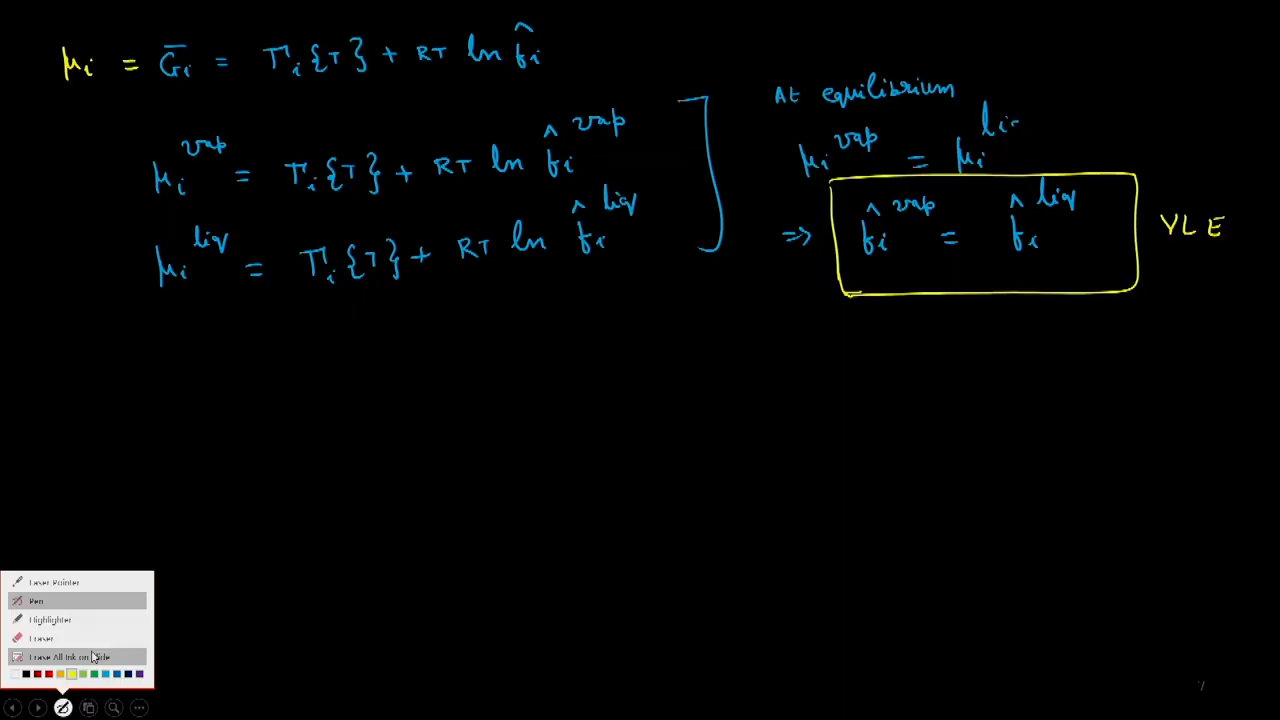 μi = G̅i = Γi{T} + RT ln f̂i
μi^vap = Γi{T} + RT ln f̂i^vap
μi^liq = Γi{T} + RT ln f̂i^liq
At equilibrium
μi^vap = μi^liq
⇒ f̂i^vap = f̂i^liq
VLE
Laser Pointer
Pen
Highlighter
Eraser
Erase All Ink on Slide
7